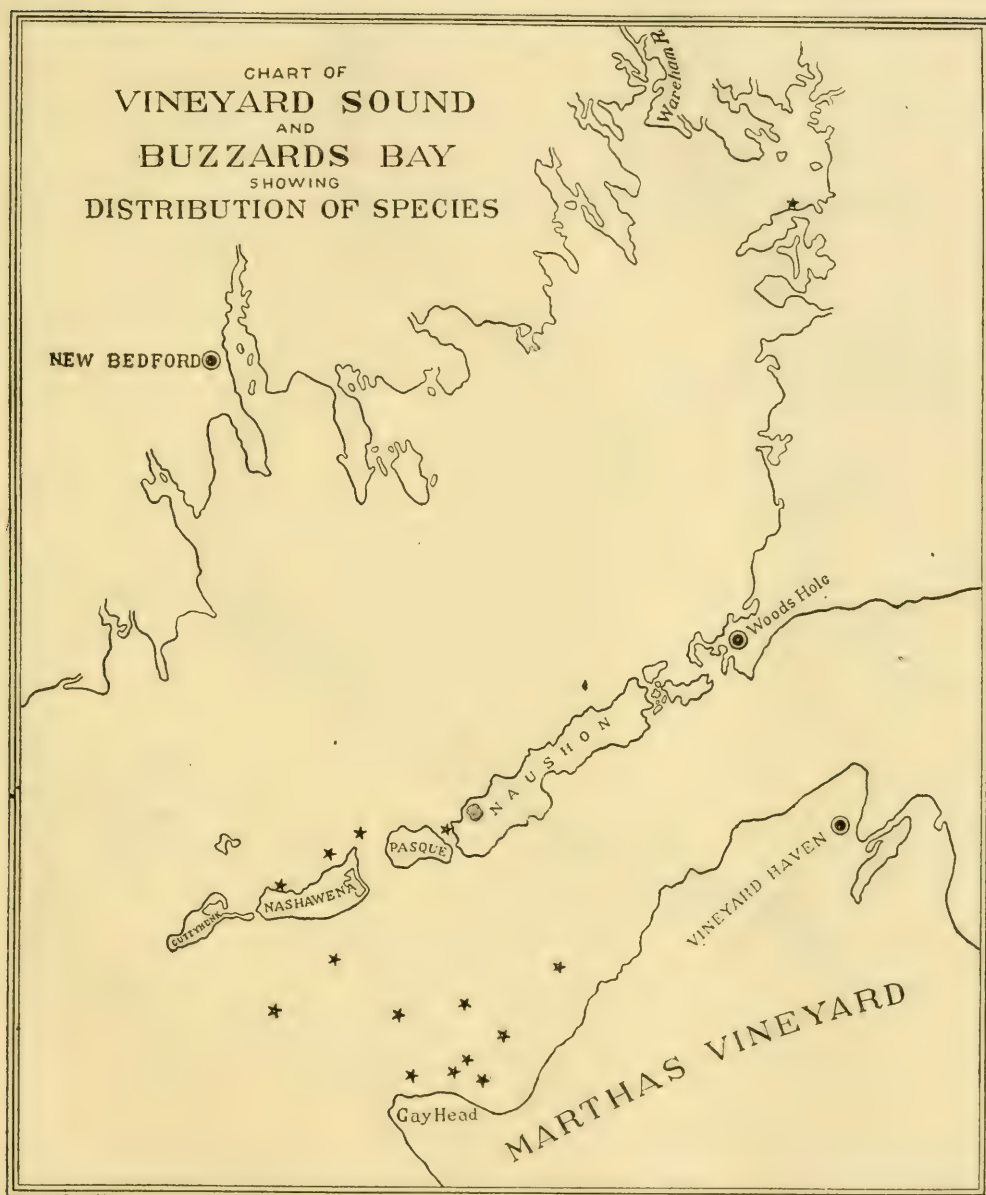 CHART OF
VINEYARD SOUND
AND
BUZZARDS BAY
SHOWING
DISTRIBUTION OF SPECIES
Wareham R.
NEW BEDFORD
Woods Hole
NAUSHON
PASQUE
NASHAWENA
CUTTYHUNK
VINEYARD HAVEN
MARTHAS VINEYARD
Gay Head